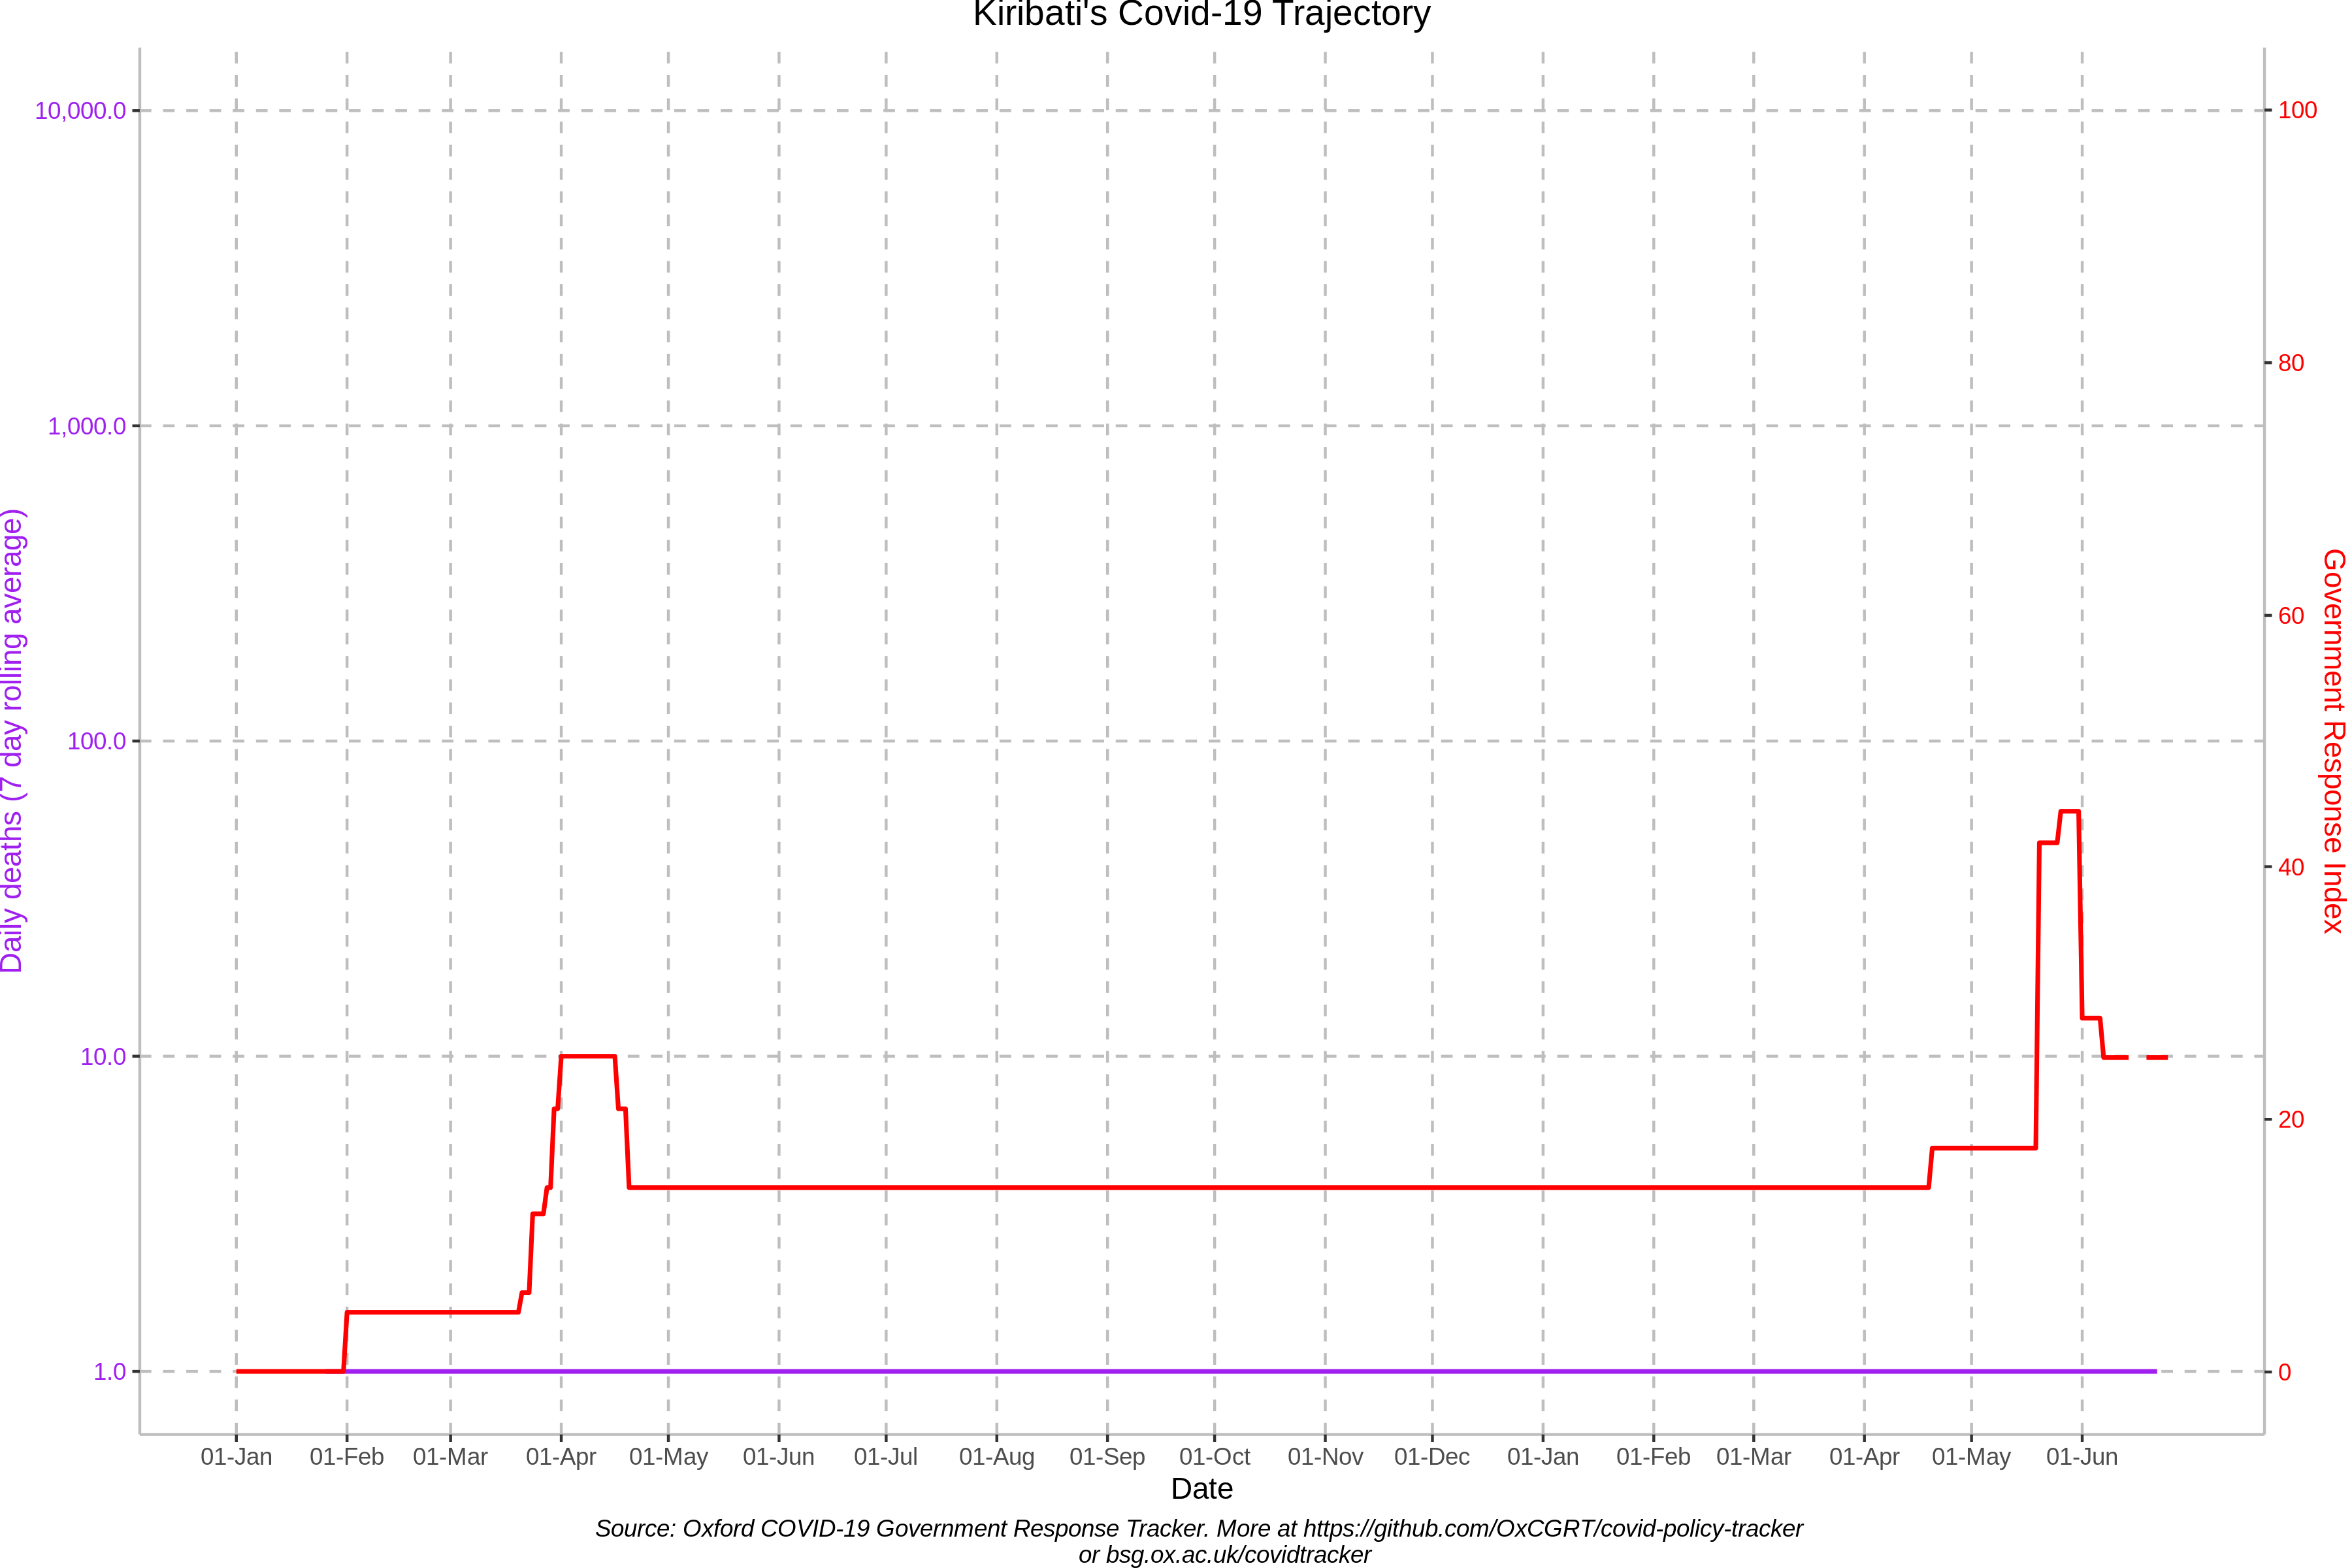 Kiribati's Covid-19 Trajectory
10,000.0
1,000.0
100.0
10.0
1.0
Daily deaths (7 day rolling average)
100
80
60
40
20
0
Government Response Index
01-Jan 01-Feb 01-Mar 01-Apr 01-May 01-Jun 01-Jul 01-Aug 01-Sep 01-Oct 01-Nov 01-Dec 01-Jan 01-Feb 01-Mar 01-Apr 01-May 01-Jun
Date
Source: Oxford COVID-19 Government Response Tracker. More at https://github.com/OxCGRT/covid-policy-tracker
or bsg.ox.ac.uk/covidtracker